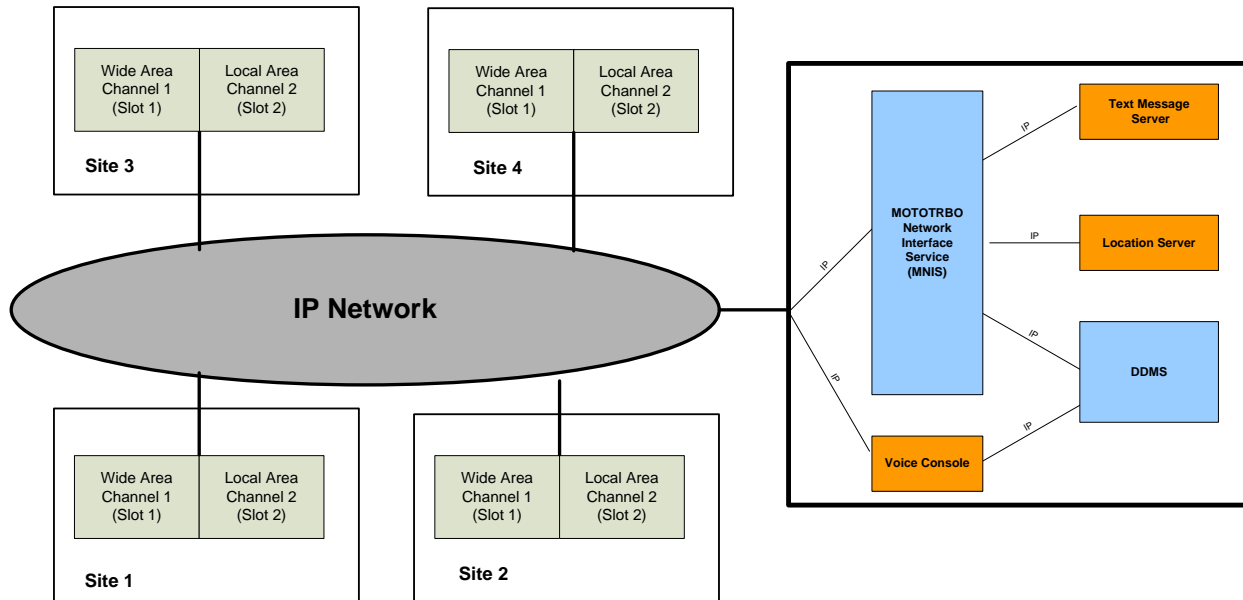 Wide Area
Channel 1
(Slot 1)
Local Area
Channel 2
(Slot 2)
Site 3
Wide Area
Channel 1
(Slot 1)
Local Area
Channel 2
(Slot 2)
Site 4
IP Network
Wide Area
Channel 1
(Slot 1)
Local Area
Channel 2
(Slot 2)
Site 1
Wide Area
Channel 1
(Slot 1)
Local Area
Channel 2
(Slot 2)
Site 2
IP
IP
MOTOTRBO
Network
Interface
Service
(MNIS)
Voice Console
IP
IP
IP
IP
Text Message
Server
Location Server
DDMS